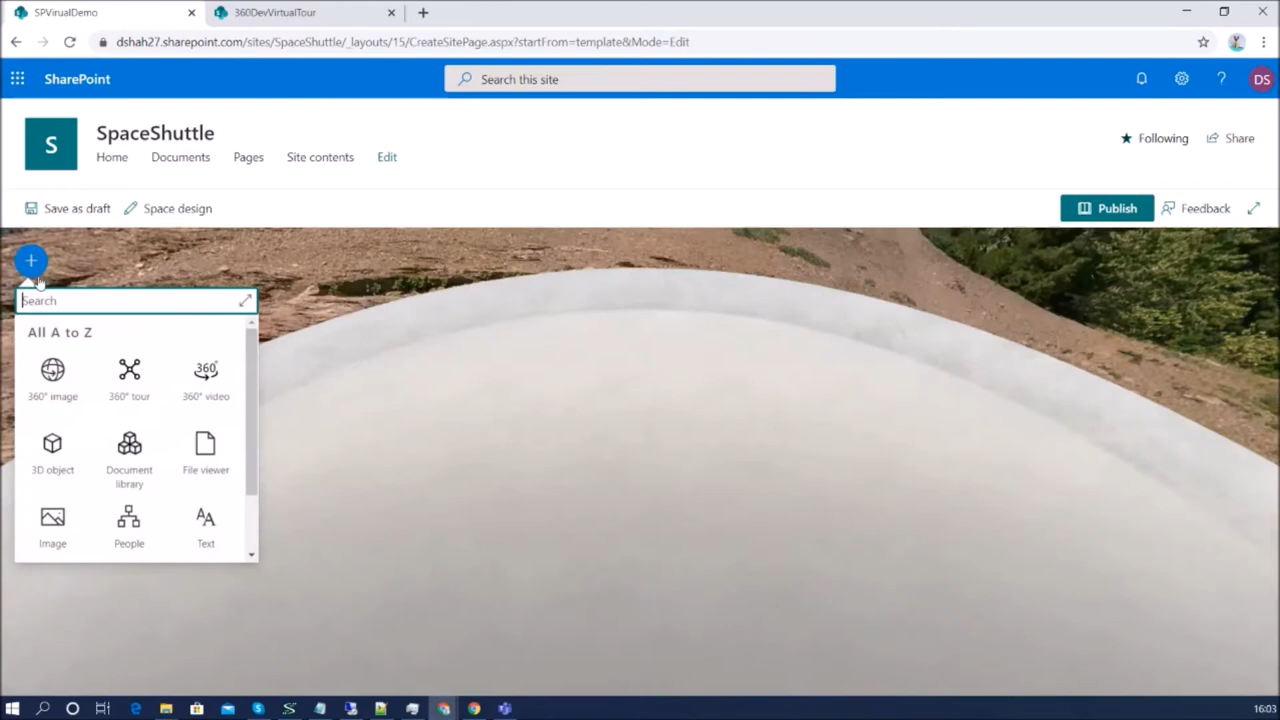 SPVirualDemo
360DevVirtualTour
dshah27.sharepoint.com/sites/SpaceShuttle/_layouts/15/CreateSitePage.aspx?startFrom=template&Mode=Edit
SharePoint
Search this site
DS
S
SpaceShuttle
Home Documents Pages Site contents Edit
Following Share
Save as draft Space design
Publish Feedback
Search
All A to Z
360° image 360° tour 360° video
3D object Document library File viewer
Image People Text
16:03